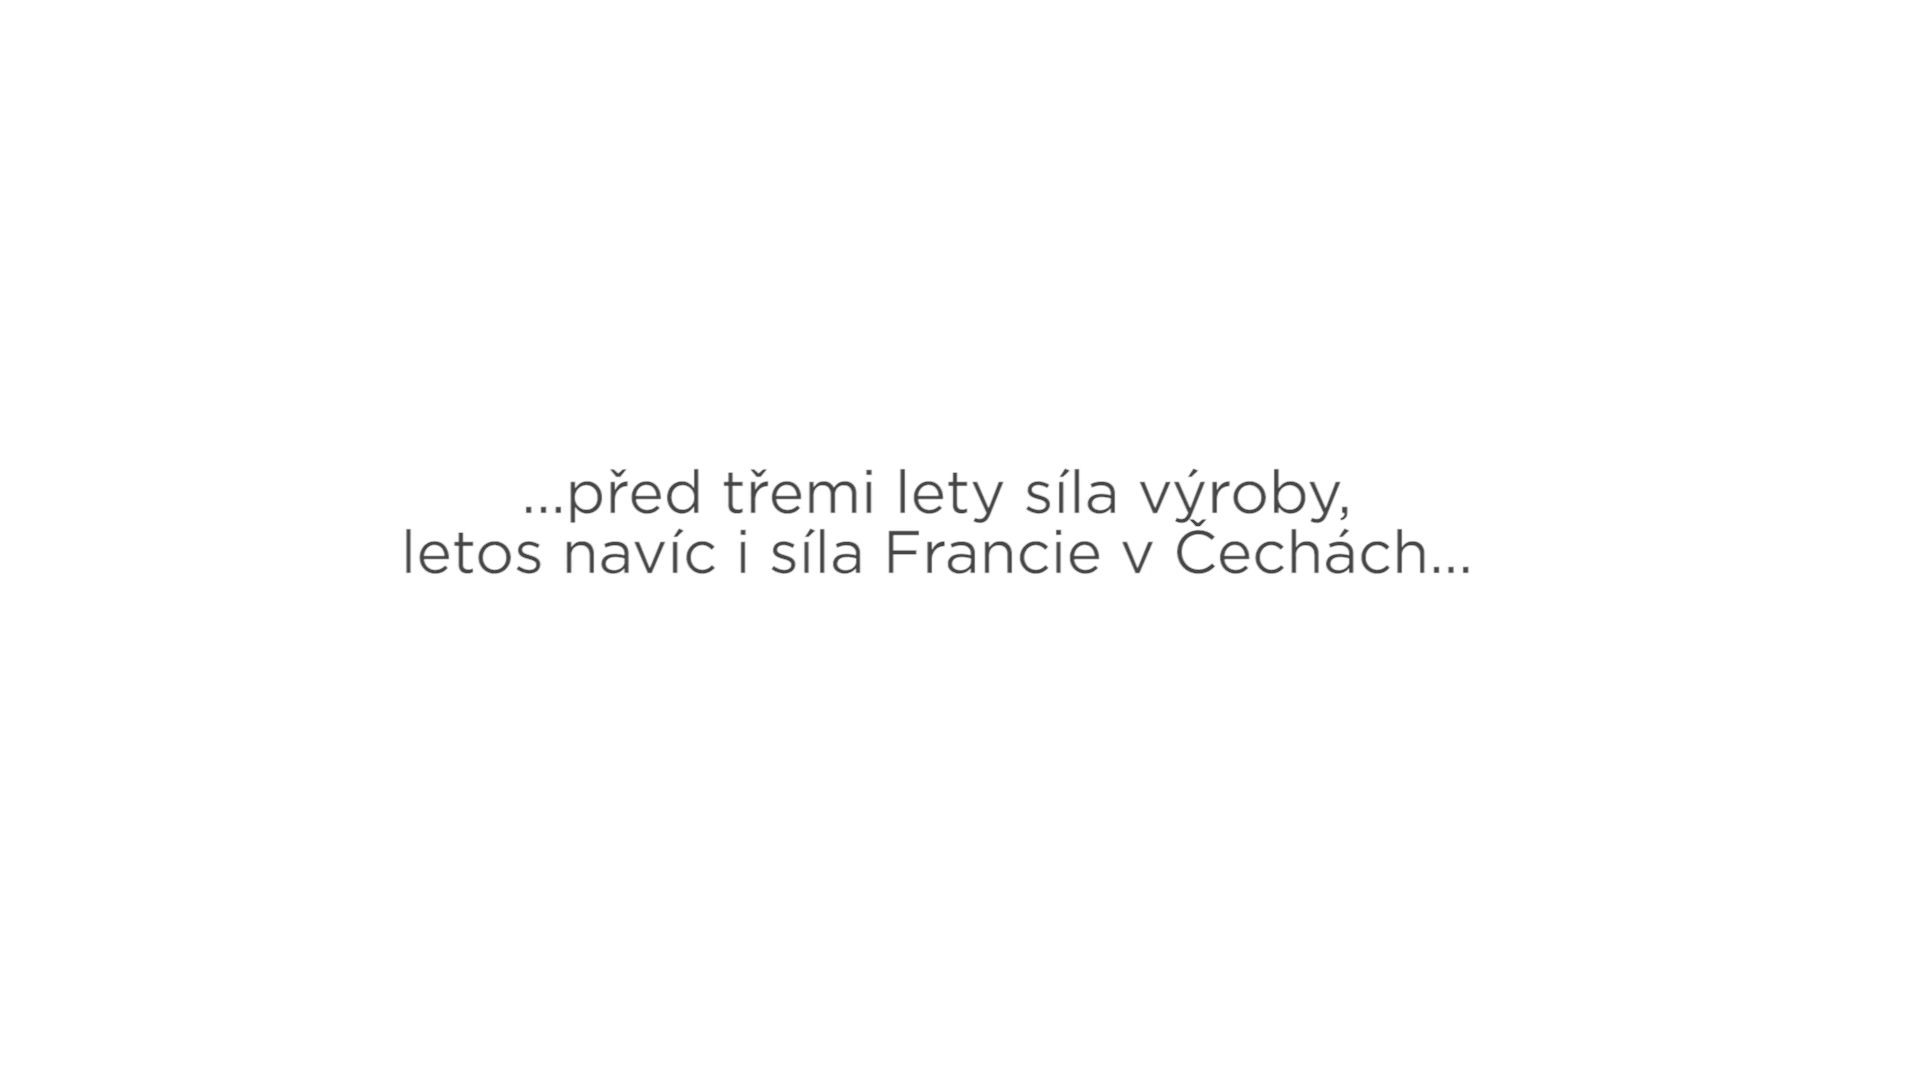 ...před třemi lety síla výroby,
letos navíc i síla Francie v Čechách...